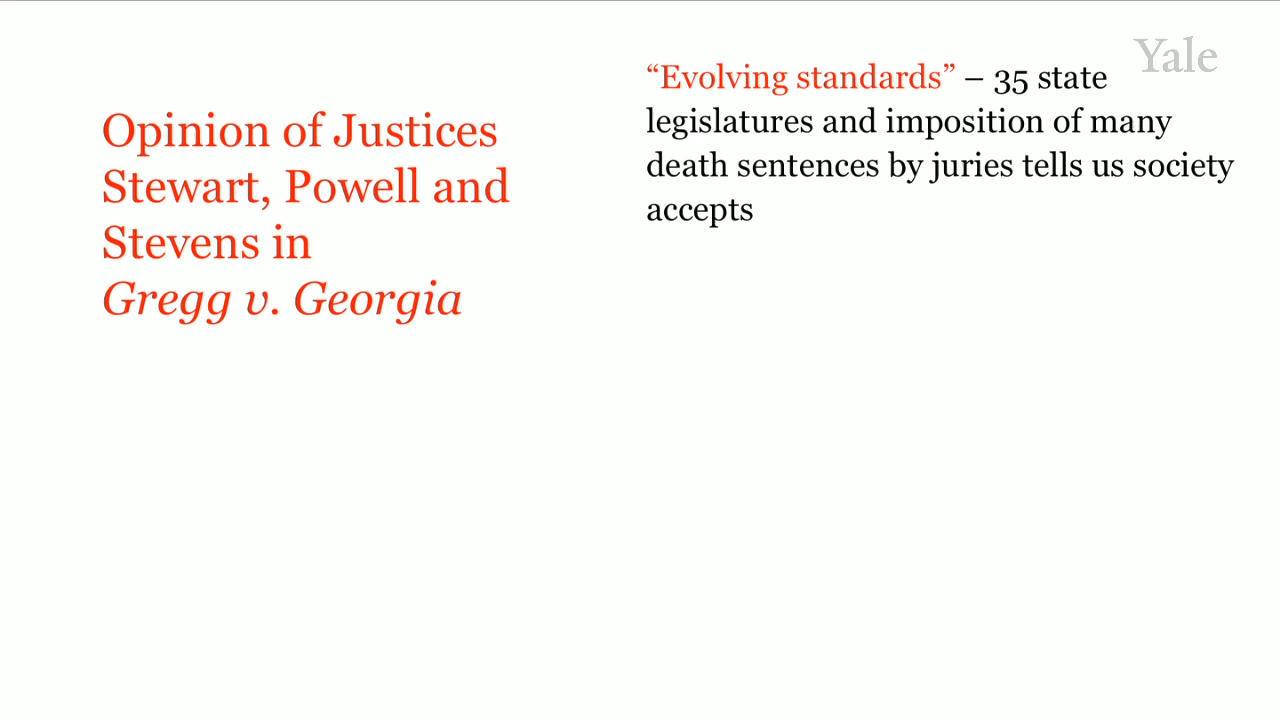 Opinion of Justices
Stewart, Powell and
Stevens in
Gregg v. Georgia
“Evolving standards” – 35 state
legislatures and imposition of many
death sentences by juries tells us society
accepts
Yale